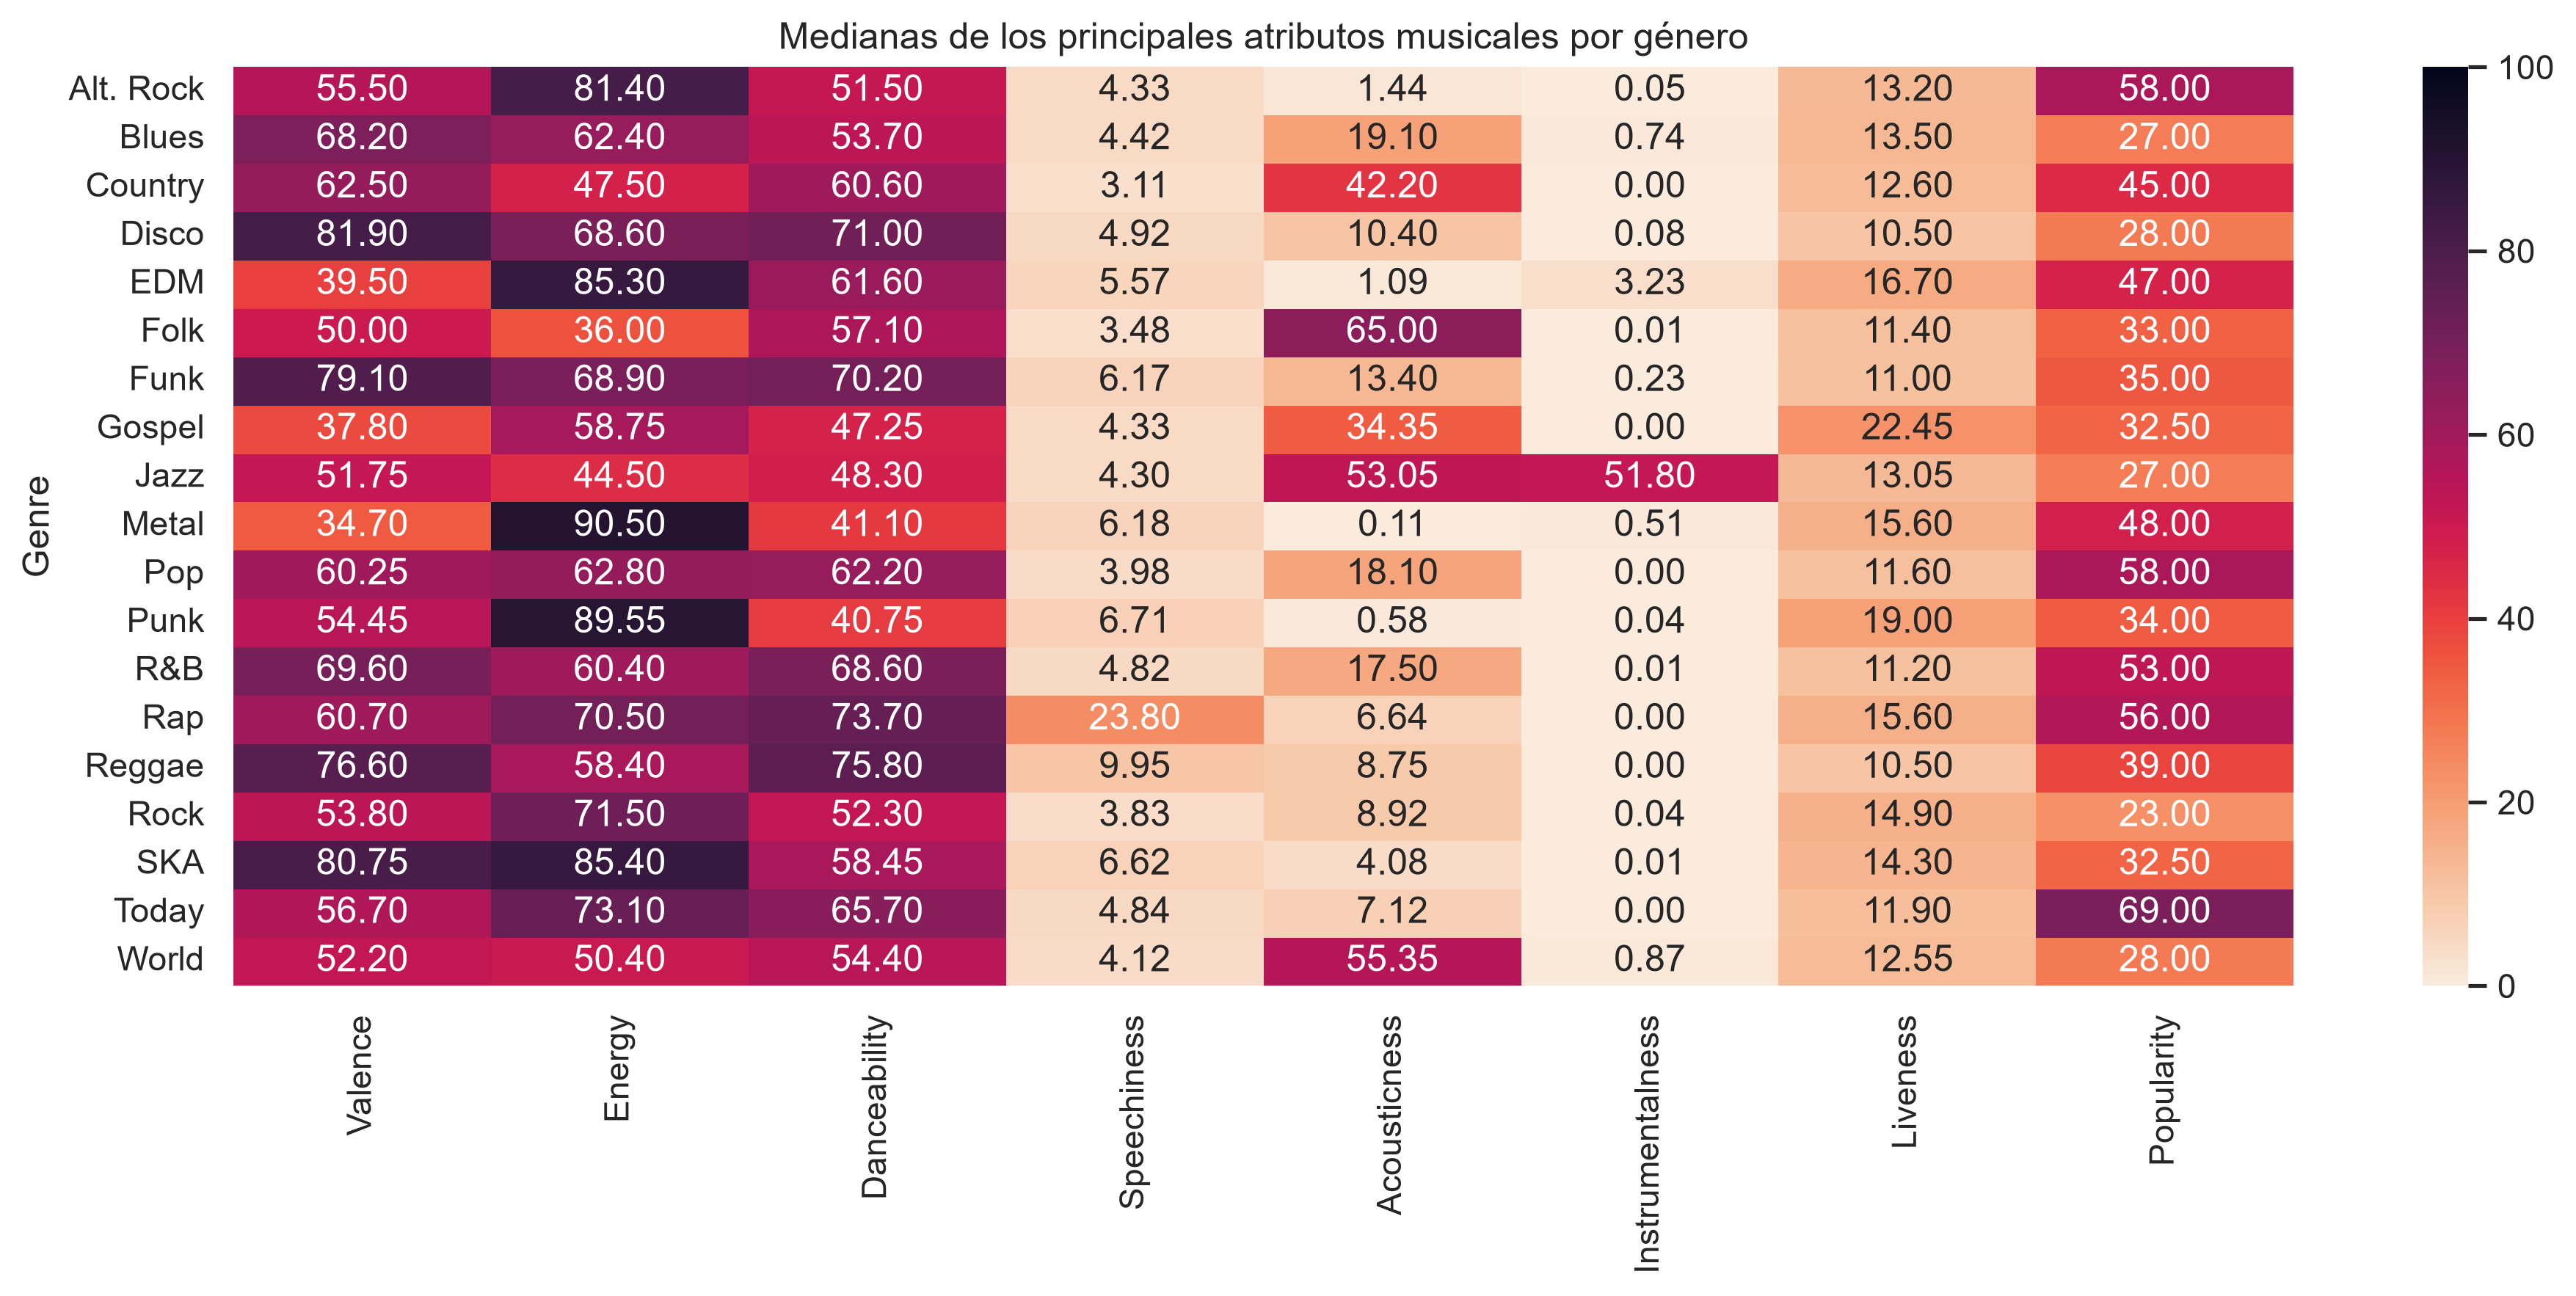 Medianas de los principales atributos musicales por género
Alt. Rock 55.50 81.40 51.50 4.33 1.44 0.05 13.20 58.00
Blues 68.20 62.40 53.70 4.42 19.10 0.74 13.50 27.00
Country 62.50 47.50 60.60 3.11 42.20 0.00 12.60 45.00
Disco 81.90 68.60 71.00 4.92 10.40 0.08 10.50 28.00
EDM 39.50 85.30 61.60 5.57 1.09 3.23 16.70 47.00
Folk 50.00 36.00 57.10 3.48 65.00 0.01 11.40 33.00
Funk 79.10 68.90 70.20 6.17 13.40 0.23 11.00 35.00
Gospel 37.80 58.75 47.25 4.33 34.35 0.00 22.45 32.50
Jazz 51.75 44.50 48.30 4.30 53.05 51.80 13.05 27.00
Metal 34.70 90.50 41.10 6.18 0.11 0.51 15.60 48.00
Pop 60.25 62.80 62.20 3.98 18.10 0.00 11.60 58.00
Punk 54.45 89.55 40.75 6.71 0.58 0.04 19.00 34.00
R&B 69.60 60.40 68.60 4.82 17.50 0.01 11.20 53.00
Rap 60.70 70.50 73.70 23.80 6.64 0.00 15.60 56.00
Reggae 76.60 58.40 75.80 9.95 8.75 0.00 10.50 39.00
Rock 53.80 71.50 52.30 3.83 8.92 0.04 14.90 23.00
SKA 80.75 85.40 58.45 6.62 4.08 0.01 14.30 32.50
Today 56.70 73.10 65.70 4.84 7.12 0.00 11.90 69.00
World 52.20 50.40 54.40 4.12 55.35 0.87 12.55 28.00
Genre
Valence
Energy
Danceability
Speechiness
Acousticness
Instrumentalness
Liveness
Popularity
100
80
60
40
20
0